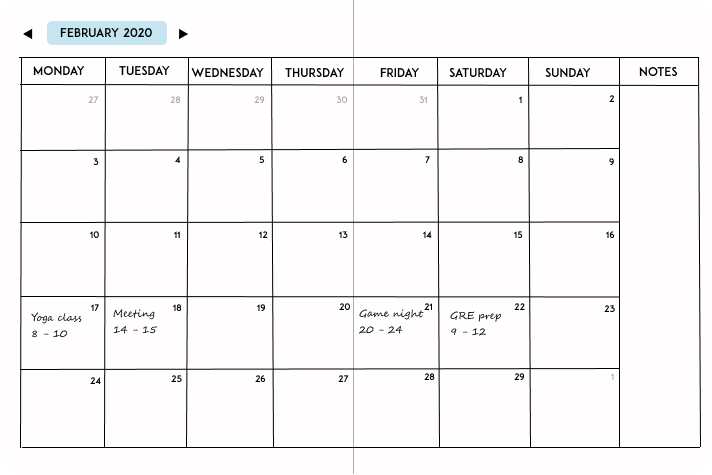 FEBRUARY 2020
MONDAY TUESDAY WEDNESDAY THURSDAY FRIDAY SATURDAY SUNDAY NOTES
27 28 29 30 31 1 2
3 4 5 6 7 8 9
10 11 12 13 14 15 16
17 18 19 20 21 22 23
Yoga class Meeting Game night GRE prep
8 - 10 14 - 15 20 - 24 9 - 12
24 25 26 27 28 29 1